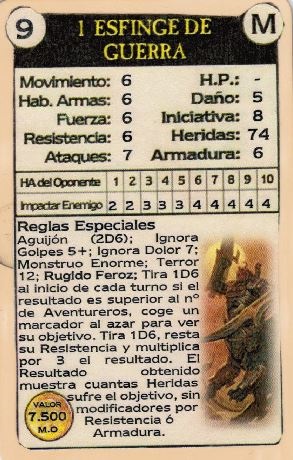 9
1 ESFINGE DE
GUERRA
M
Movimiento: 6 H.P.: -
Hab. Armas: 6 Daño: 5
Fuerza: 6 Iniciativa: 8
Resistencia: 6 Heridas: 74
Ataques: 7 Armadura: 6
HA del Oponente 1 2 3 4 5 6 7 8 9 10
Impactar Enemigo 2 2 3 3 3 3 4 4 4 4
Reglas Especiales
Aguijón (2D6); Ignora
Golpes 5+; Ignora Dolor 7;
Monstruo Enorme; Terror
12; Rugido Feroz; Tira 1D6
al inicio de cada turno si el
resultado es superior al nº
de Aventureros, coge un
marcador al azar para ver
su objetivo. Tira 1D6, resta
su Resistencia y multiplica
por 3 el resultado. El
Resultado obtenido
muestra cuantas Heridas
sufre el objetivo, sin
modificadores por
Resistencia ó
Armadura.
VALOR
7.500
M.O